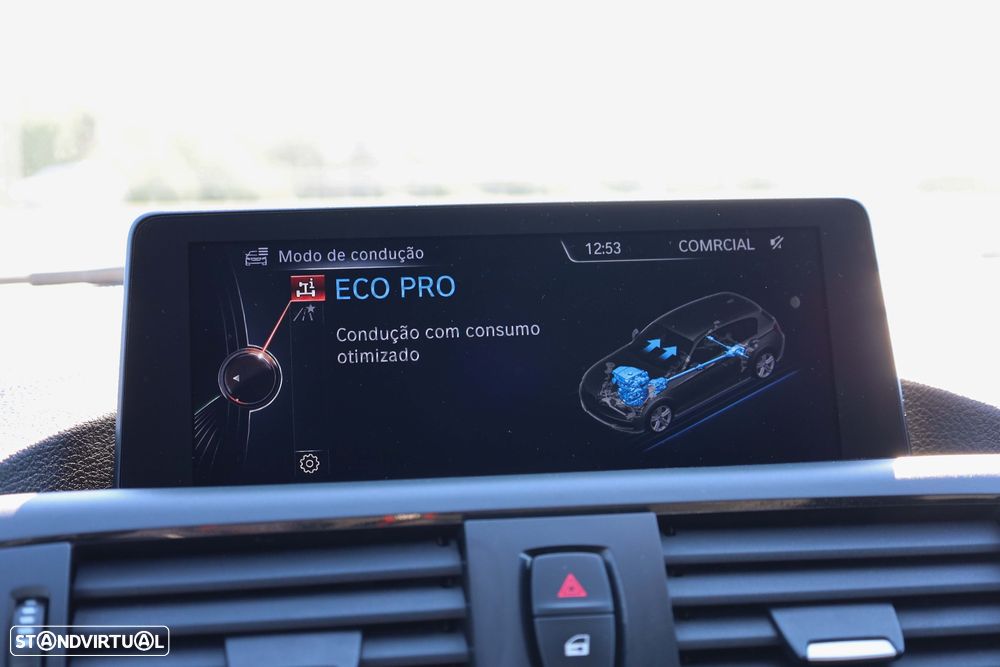 Modo de condução
12:53
COMRCIAL
ECO PRO
Condução com consumo
otimizado
STANDVIRTUAL